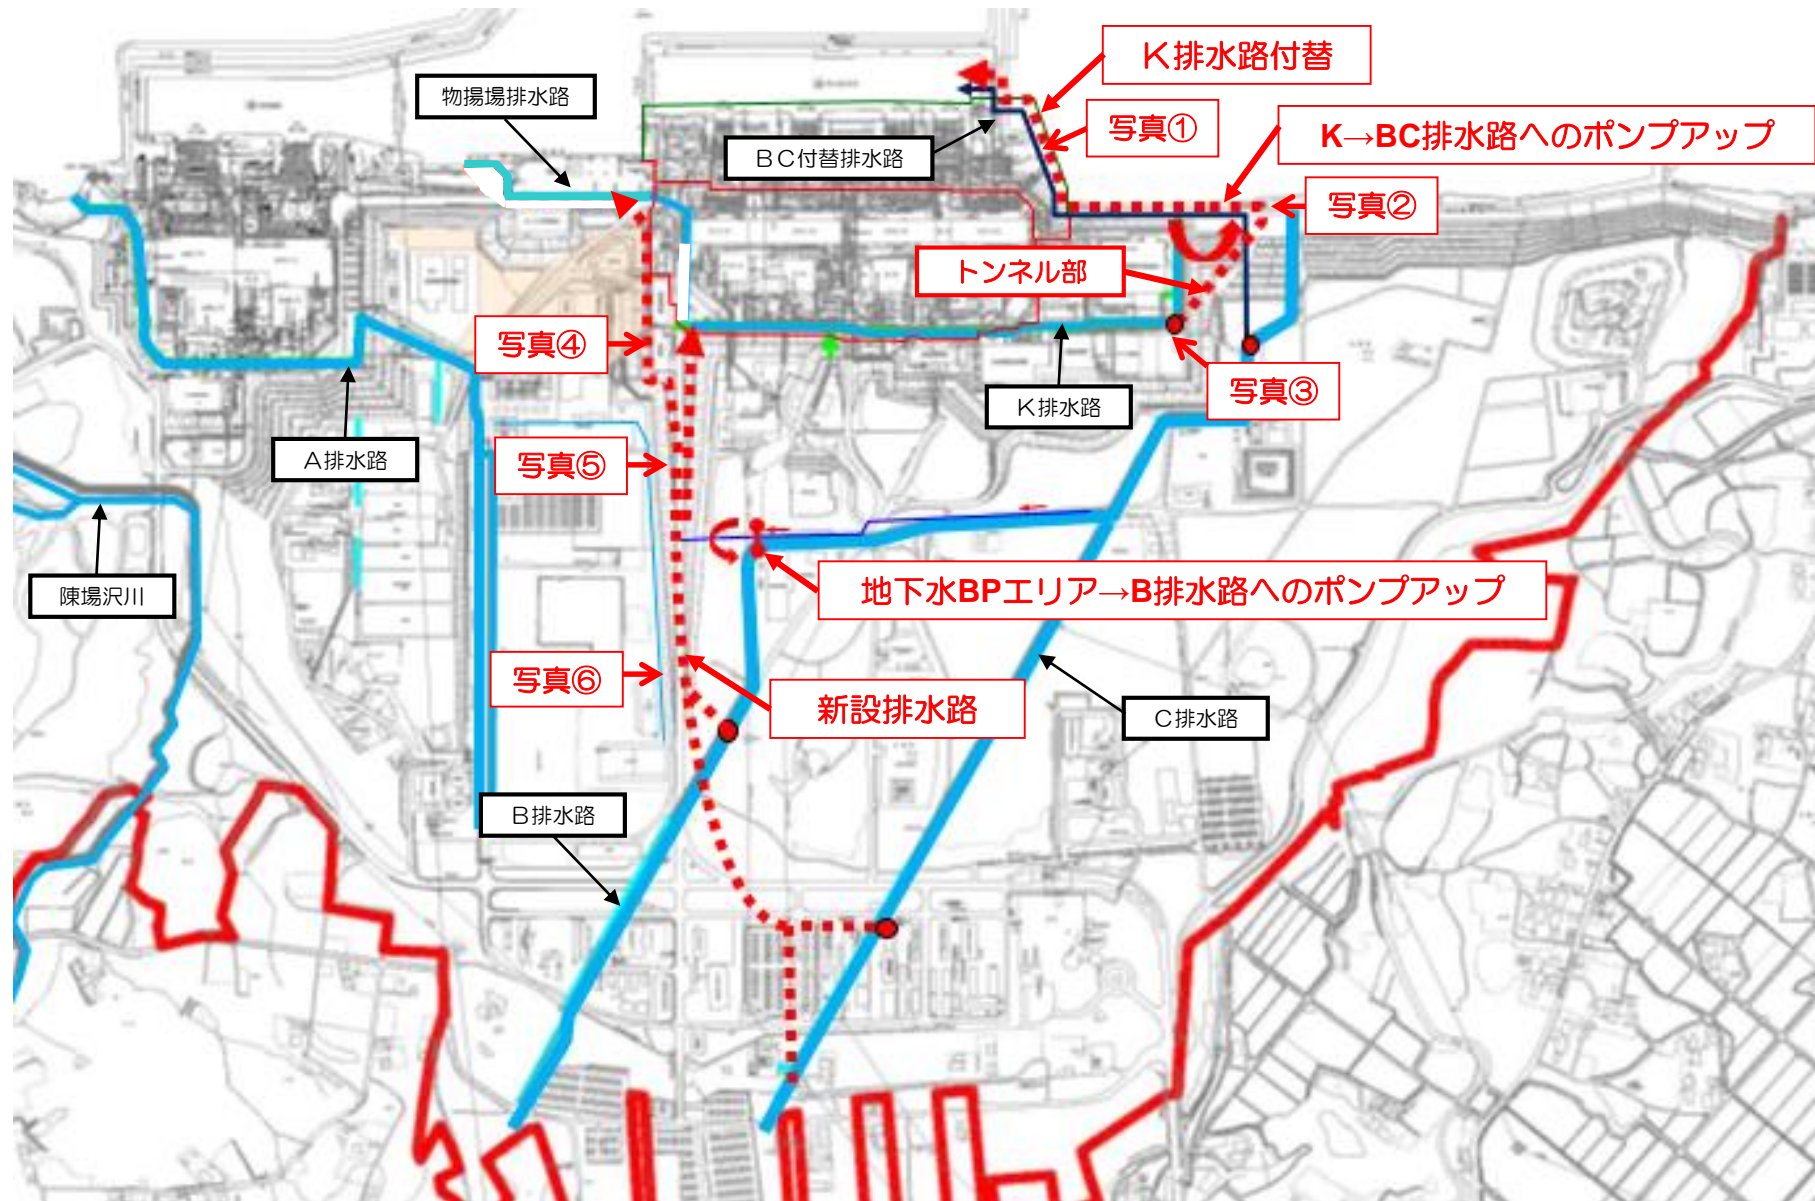 K排水路付替
物揚場排水路
写真①
K→BC排水路へのポンプアップ
BC付替排水路
写真②
トンネル部
写真④
写真③
K排水路
A排水路
写真⑤
陳場沢川
地下水BPエリア→B排水路へのポンプアップ
写真⑥
新設排水路
C排水路
B排水路